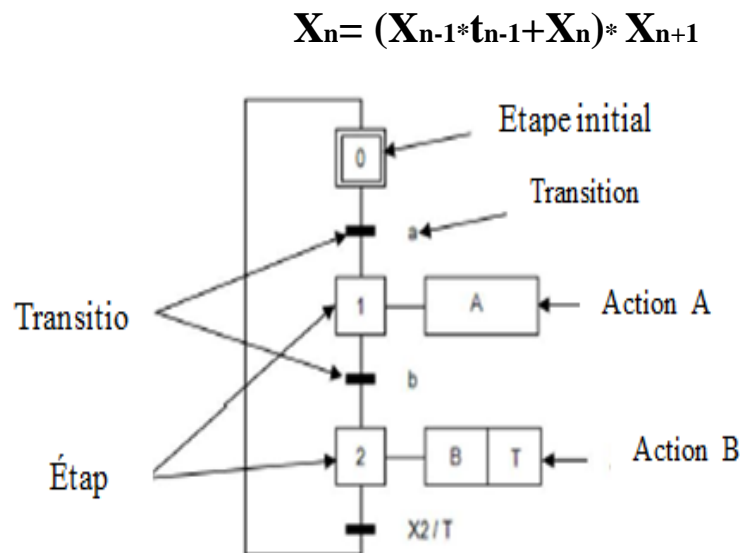 Xn= (Xn-1*tn-1+Xn)* Xn+1
Etape initial
0
Transition
a
Transitio
1
A
Action A
b
Étap
2
B
T
Action B
X2/T